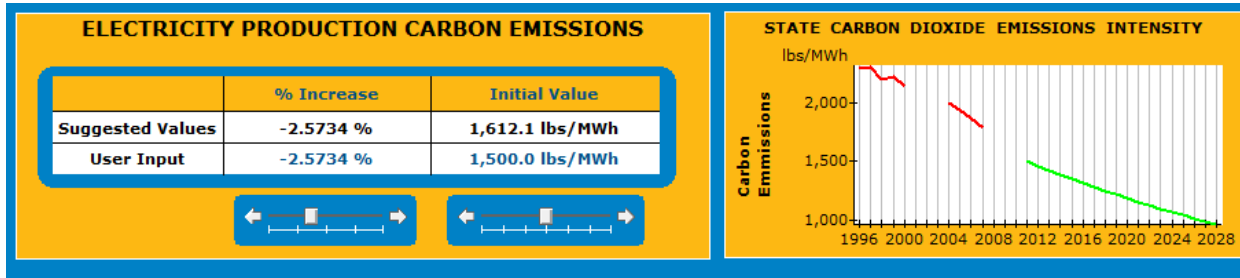 ELECTRICITY PRODUCTION CARBON EMISSIONS
% Increase Initial Value
Suggested Values -2.5734 % 1,612.1 lbs/MWh
User Input -2.5734 % 1,500.0 lbs/MWh
STATE CARBON DIOXIDE EMISSIONS INTENSITY
lbs/MWh
Carbon
Emmissions
2,000
1,500
1,000
1996 2000 2004 2008 2012 2016 2020 2024 2028